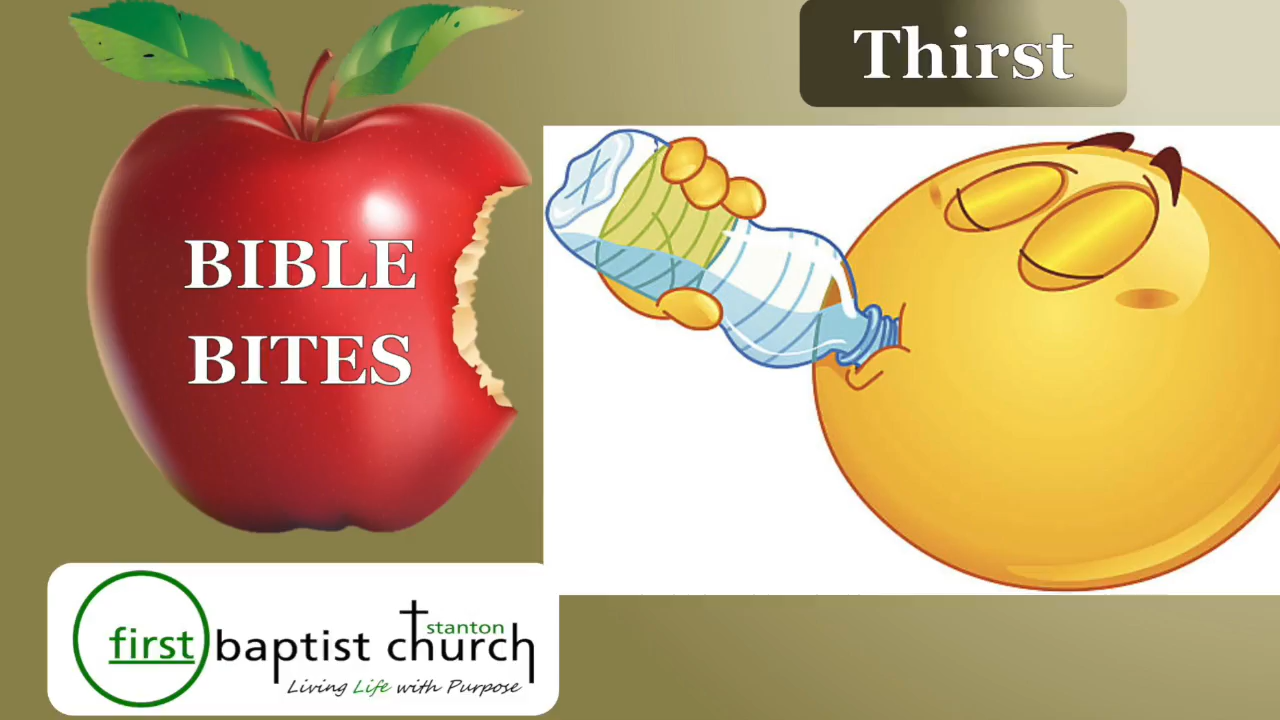 Thirst
BIBLE
BITES
first baptist church
stanton
Living Life with Purpose